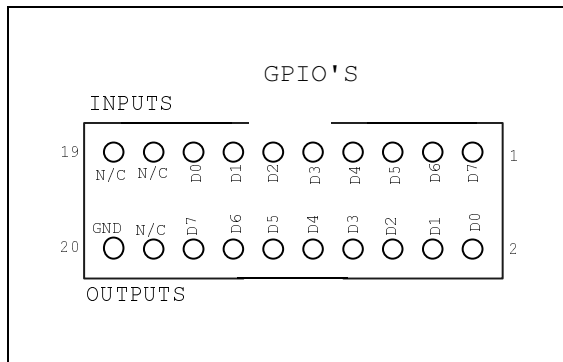 GPIO'S
INPUTS
19 1
N/C N/C D0 D1 D2 D3 D4 D5 D6 D7
GND N/C D7 D6 D5 D4 D3 D2 D1 D0
20 2
OUTPUTS